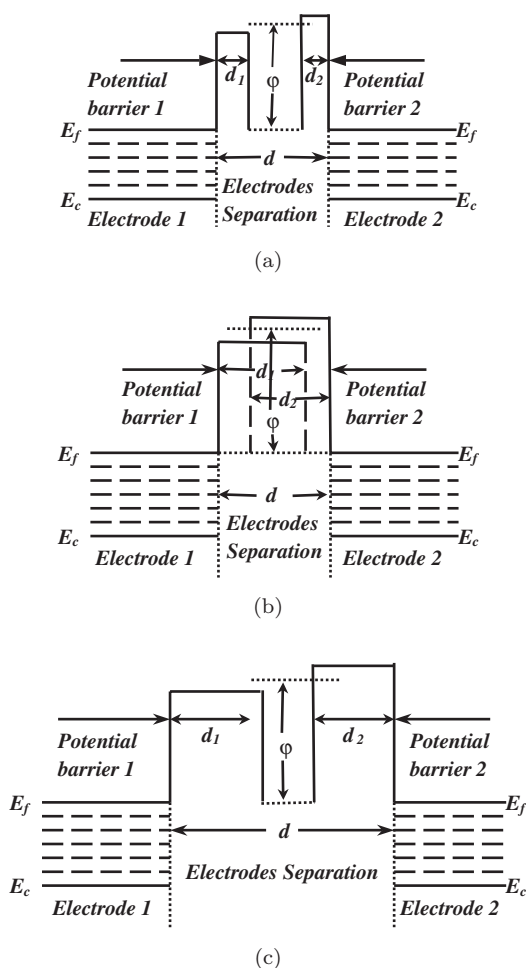 Potential
barrier 1
d1
φ
d2
Potential
barrier 2
Ef
Ef
d
Electrodes
Separation
Ec
Ec
Electrode 1
Electrode 2
(a)
Potential
barrier 1
d1
d2
φ
Potential
barrier 2
Ef
Ef
d
Electrodes
Separation
Ec
Ec
Electrode 1
Electrode 2
(b)
Potential
barrier 1
d1
φ
d2
Potential
barrier 2
Ef
Ef
d
Electrodes Separation
Ec
Ec
Electrode 1
Electrode 2
(c)